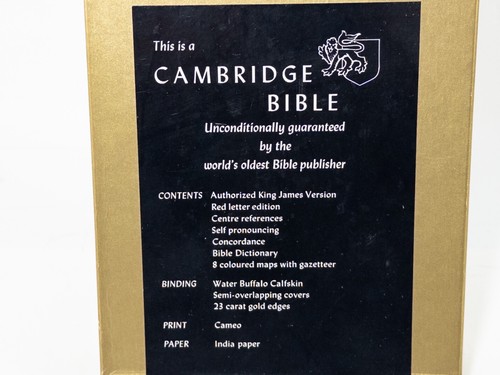 This is a
CAMBRIDGE
BIBLE
Unconditionally guaranteed
by the
world's oldest Bible publisher
CONTENTS Authorized King James Version
Red letter edition
Centre references
Self pronouncing
Concordance
Bible Dictionary
8 coloured maps with gazetteer
BINDING Water Buffalo Calfskin
Semi-overlapping covers
23 carat gold edges
PRINT Cameo
PAPER India paper